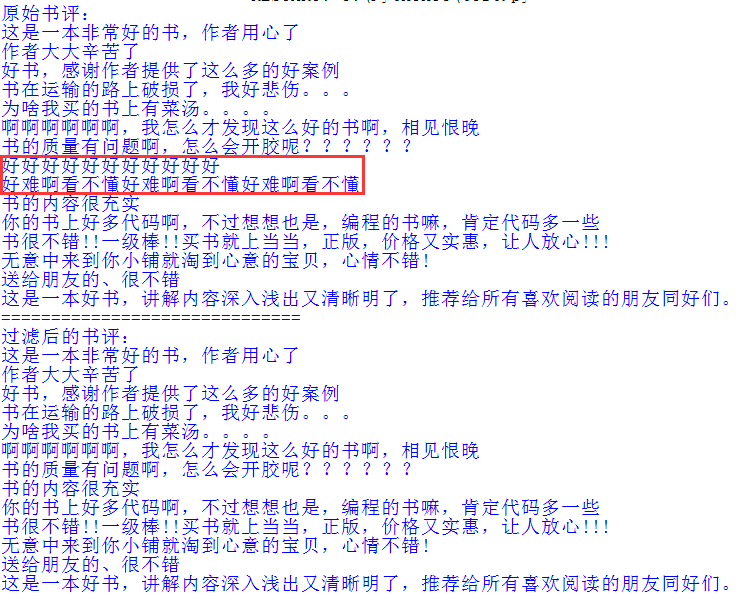 原始书评:
这是一本非常好的书，作者用心了
作者大大辛苦了
好书，感谢作者提供了这么多的好案例
书在运输的路上破损了，我好悲伤。。。
为啥我买的书上有菜汤。。。。
啊啊啊啊啊啊，我怎么才发现这么好的书啊，相见恨晚
书的质量有问题啊，怎么会开胶呢？？？？？？
好好好好好好好好好好好
好难啊看不懂好难啊看不懂好难啊看不懂
书的内容很充实
你的书上好多代码啊，不过想想也是，编程的书嘛，肯定代码多一些
书很不错!!一级棒!!买书就上当当，正版，价格又实惠，让人放心!!!
无意中来到你小铺就淘到心意的宝贝，心情不错!
送给朋友的、很不错
这是一本好书，讲解内容深入浅出又清晰明了，推荐给所有喜欢阅读的朋友同好们。
==============================
过滤后的书评:
这是一本非常好的书，作者用心了
作者大大辛苦了
好书，感谢作者提供了这么多的好案例
书在运输的路上破损了，我好悲伤。。。
为啥我买的书上有菜汤。。。。
啊啊啊啊啊啊，我怎么才发现这么好的书啊，相见恨晚
书的质量有问题啊，怎么会开胶呢？？？？？？
书的内容很充实
你的书上好多代码啊，不过想想也是，编程的书嘛，肯定代码多一些
书很不错!!一级棒!!买书就上当当，正版，价格又实惠，让人放心!!!
无意中来到你小铺就淘到心意的宝贝，心情不错!
送给朋友的、很不错
这是一本好书，讲解内容深入浅出又清晰明了，推荐给所有喜欢阅读的朋友同好们。